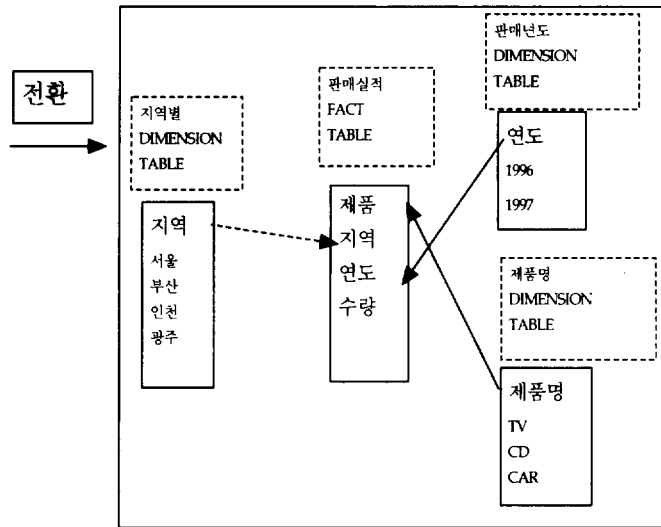 전환
지역별
DIMENSION
TABLE
지역
서울
부산
인천
광주
판매실적
FACT
TABLE
제품
지역
연도
수량
판매년도
DIMENSION
TABLE
연도
1996
1997
제품명
DIMENSION
TABLE
제품명
TV
CD
CAR